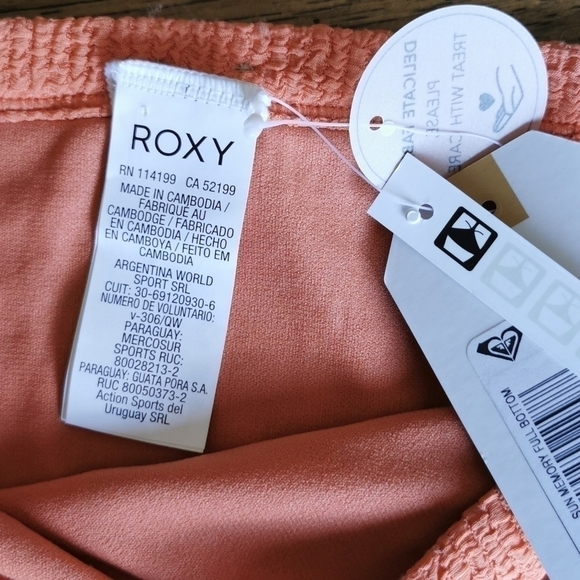 ROXY
RN 114199 CA 52199
MADE IN CAMBODIA /
FABRIQUÉ AU
CAMBODGE / FABRICADO
EN CAMBODIA / HECHO
EN CAMBOYA / FEITO EM
CAMBODIA
ARGENTINA WORLD
SPORT SRL
CUIT: 30-69120930-6
NÚMERO DE VOLUNTARIO:
v-306/QW
PARAGUAY:
MERCOSUR
SPORTS RUC:
80028213-2
PARAGUAY: GUATA PORA S.A.
RUC 80050373-2
Action Sports del
Uruguay SRL
TREAT WITH CARE
PLEASE
DELICATE
SUN MEMORY FULL BOTTOM